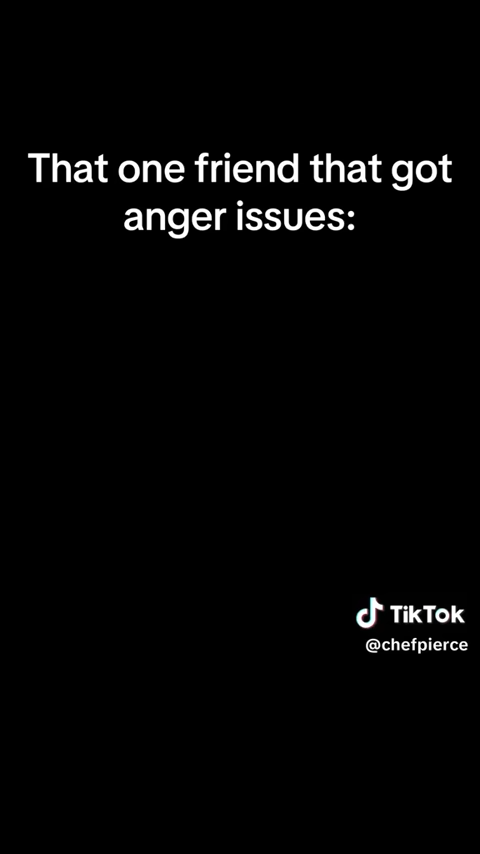 That one friend that got
anger issues:
TikTok
@chefpierce